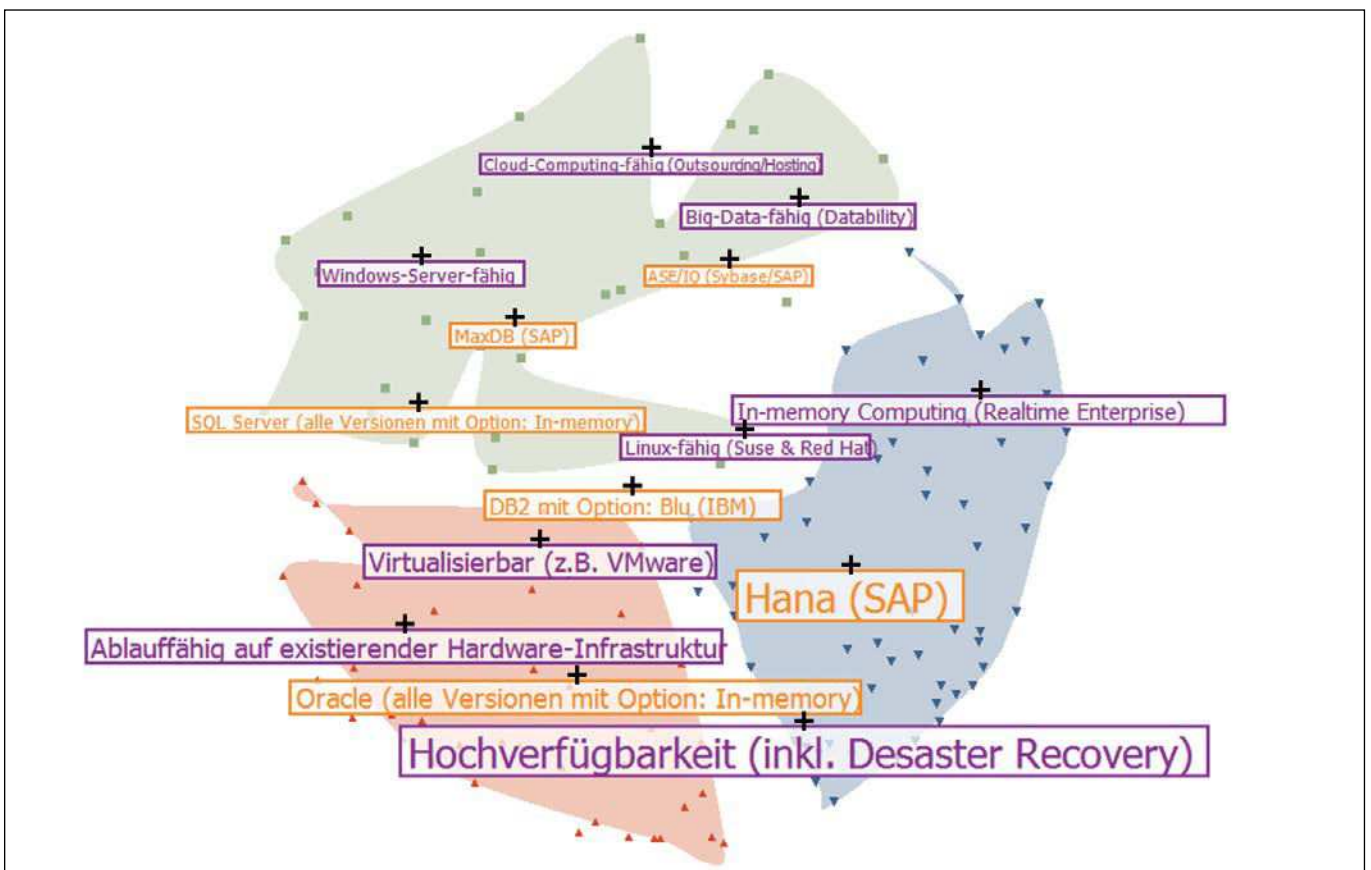 Cloud-Computing-fähig (Outsourcing/Hosting)
Big-Data-fähig (Datability)
Windows-Server-fähig
ASE/IQ (Sybase/SAP)
MaxDB (SAP)
In-memory Computing (Realtime Enterprise)
SQL Server (alle Versionen mit Option: In-memory)
Linux-fähig (Suse & Red Hat)
DB2 mit Option: Blu (IBM)
Virtualisierbar (z.B. VMware)
Hana (SAP)
Ablauffähig auf existierender Hardware-Infrastruktur
Oracle (alle Versionen mit Option: In-memory)
Hochverfügbarkeit (inkl. Desaster Recovery)